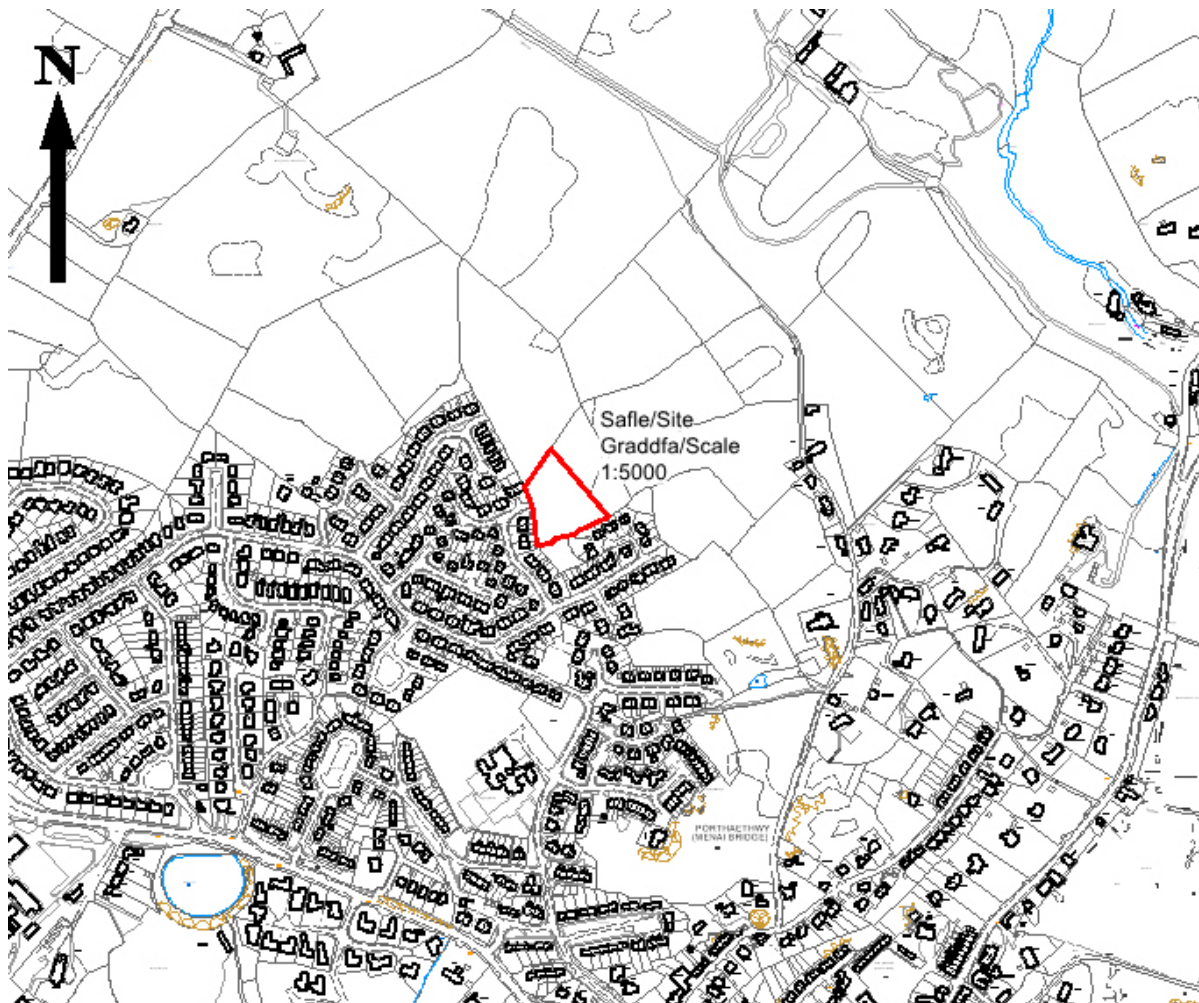 N
Safle/Site
Graddfa/Scale
1:5000
PORTHAETHWY
(MENAI BRIDGE)